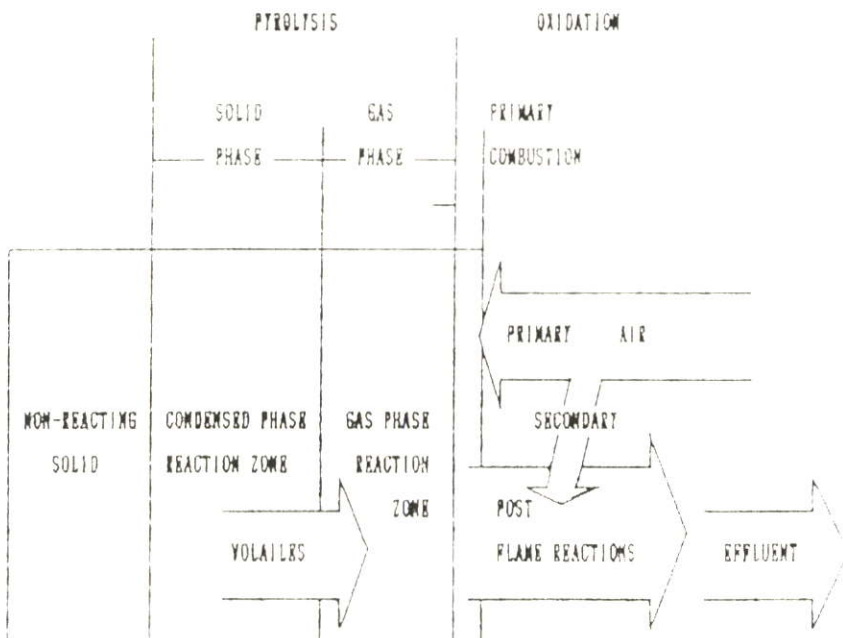 PYROLYSIS OXIDATION
SOLID GAS PRIMARY
PHASE PHASE COMBUSTION
PRIMARY AIR
NON-REACTING CONDENSED PHASE GAS PHASE SECONDARY
SOLID REACTION ZONE REACTION
ZONE POST
VOLAILES FLAME REACTIONS EFFLUENT